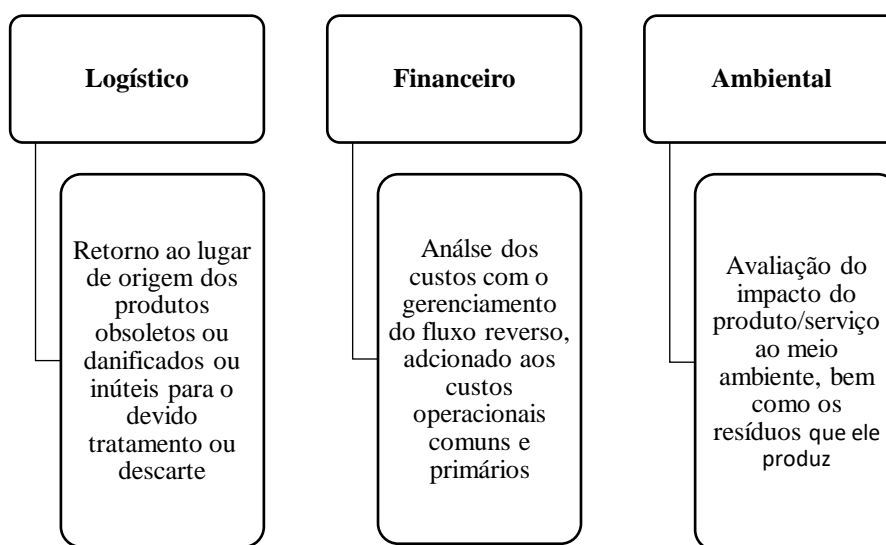 Logístico
Retorno ao lugar
de origem dos
produtos
obsoletos ou
danificados ou
inúteis para o
devido
tratamento ou
descarte
Financeiro
Análse dos
custos com o
gerenciamento
do fluxo reverso,
adcionado aos
custos
operacionais
comuns e
primários
Ambiental
Avaliação do
impacto do
produto/serviço
ao meio
ambiente, bem
como os
resíduos que ele
produz